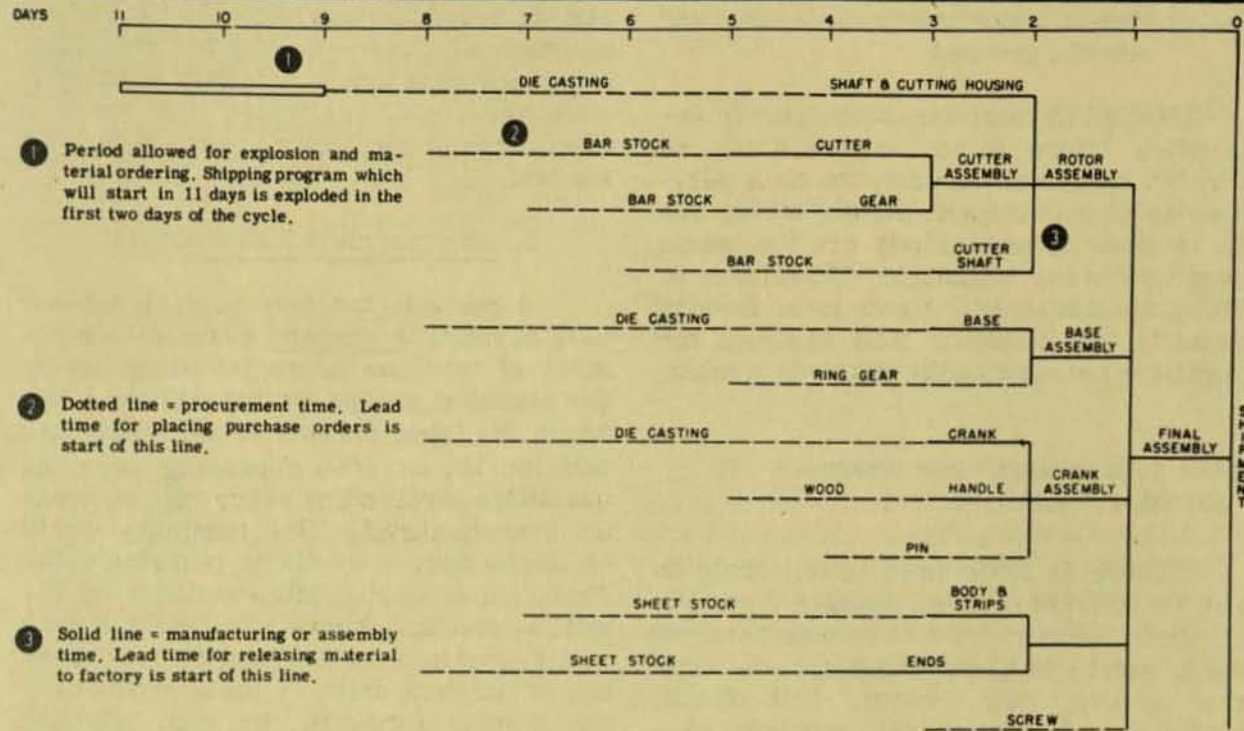 DAYS 11 10 9 8 7 6 5 4 3 2 1 0
1
DIE CASTING SHAFT & CUTTING HOUSING
1 Period allowed for explosion and ma-
terial ordering. Shipping program which
will start in 11 days is exploded in the
first two days of the cycle.
2
BAR STOCK CUTTER
CUTTER
ASSEMBLY
ROTOR
ASSEMBLY
BAR STOCK GEAR
3
BAR STOCK
CUTTER
SHAFT
DIE CASTING BASE
BASE
ASSEMBLY
RING GEAR
2 Dotted line = procurement time. Lead
time for placing purchase orders is
start of this line.
DIE CASTING CRANK
FINAL
ASSEMBLY
SHIPMENT
WOOD HANDLE
CRANK
ASSEMBLY
PIN
SHEET STOCK
BODY &
STRIPS
3 Solid line = manufacturing or assembly
time. Lead time for releasing material
to factory is start of this line.
SHEET STOCK ENDS
SCREW